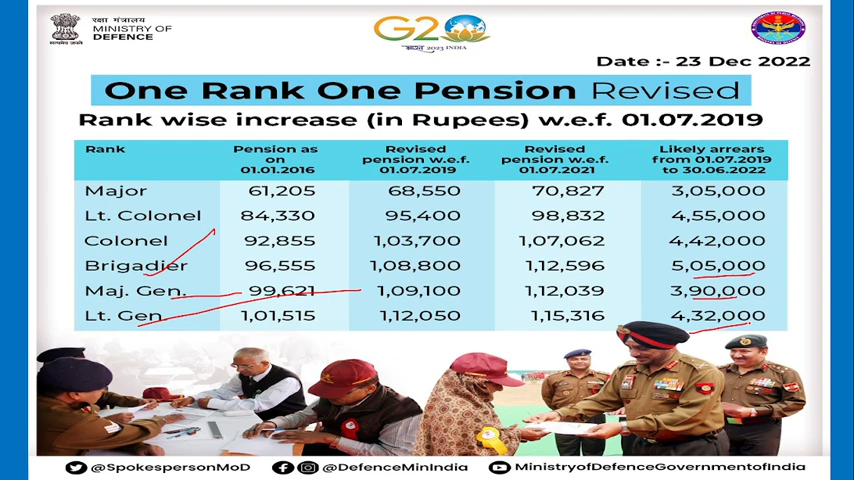 रक्षा मंत्रालय
MINISTRY OF
DEFENCE
सत्यमेव जयते
G20
भारत 2023 INDIA
Date :- 23 Dec 2022
One Rank One Pension Revised
Rank wise increase (in Rupees) w.e.f. 01.07.2019
Rank Pension as on 01.01.2016 Revised pension w.e.f. 01.07.2019 Revised pension w.e.f. 01.07.2021 Likely arrears from 01.07.2019 to 30.06.2022
Major 61,205 68,550 70,827 3,05,000
Lt. Colonel 84,330 95,400 98,832 4,55,000
Colonel 92,855 1,03,700 1,07,062 4,42,000
Brigadier 96,555 1,08,800 1,12,596 5,05,000
Maj. Gen. 99,621 1,09,100 1,12,039 3,90,000
Lt. Gen 1,01,515 1,12,050 1,15,316 4,32,000
@SpokespersonMoD @DefenceMinIndia MinistryofDefenceGovernmentofIndia